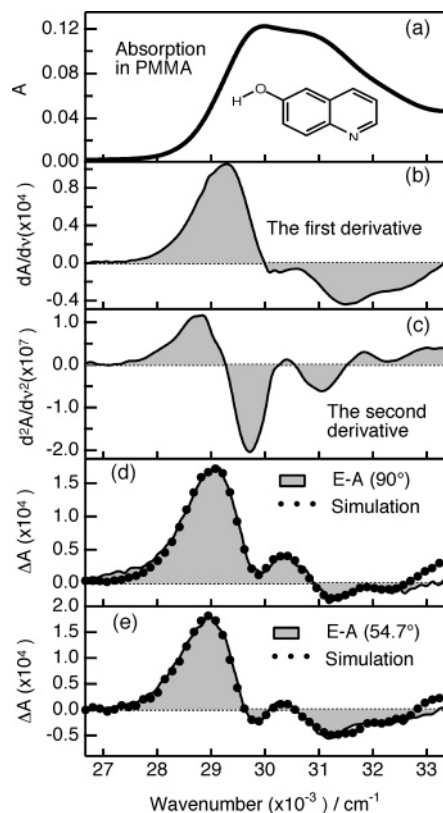 (a)
Absorption
in PMMA
A
0.12
0.08
0.04
0.00
H
O
N
(b)
dA/dν(x10⁴)
0.8
0.0
-0.4
The first derivative
(c)
d²A/dν²(x10⁷)
1.0
0.0
-1.0
-2.0
The second
derivative
(d)
ΔA (x10⁴)
1.5
1.0
0.5
0.0
E-A (90°)
Simulation
(e)
ΔA (x10⁴)
2.0
1.5
1.0
0.5
0.0
-0.5
E-A (54.7°)
Simulation
27 28 29 30 31 32 33
Wavenumber (x10⁻³) / cm⁻¹